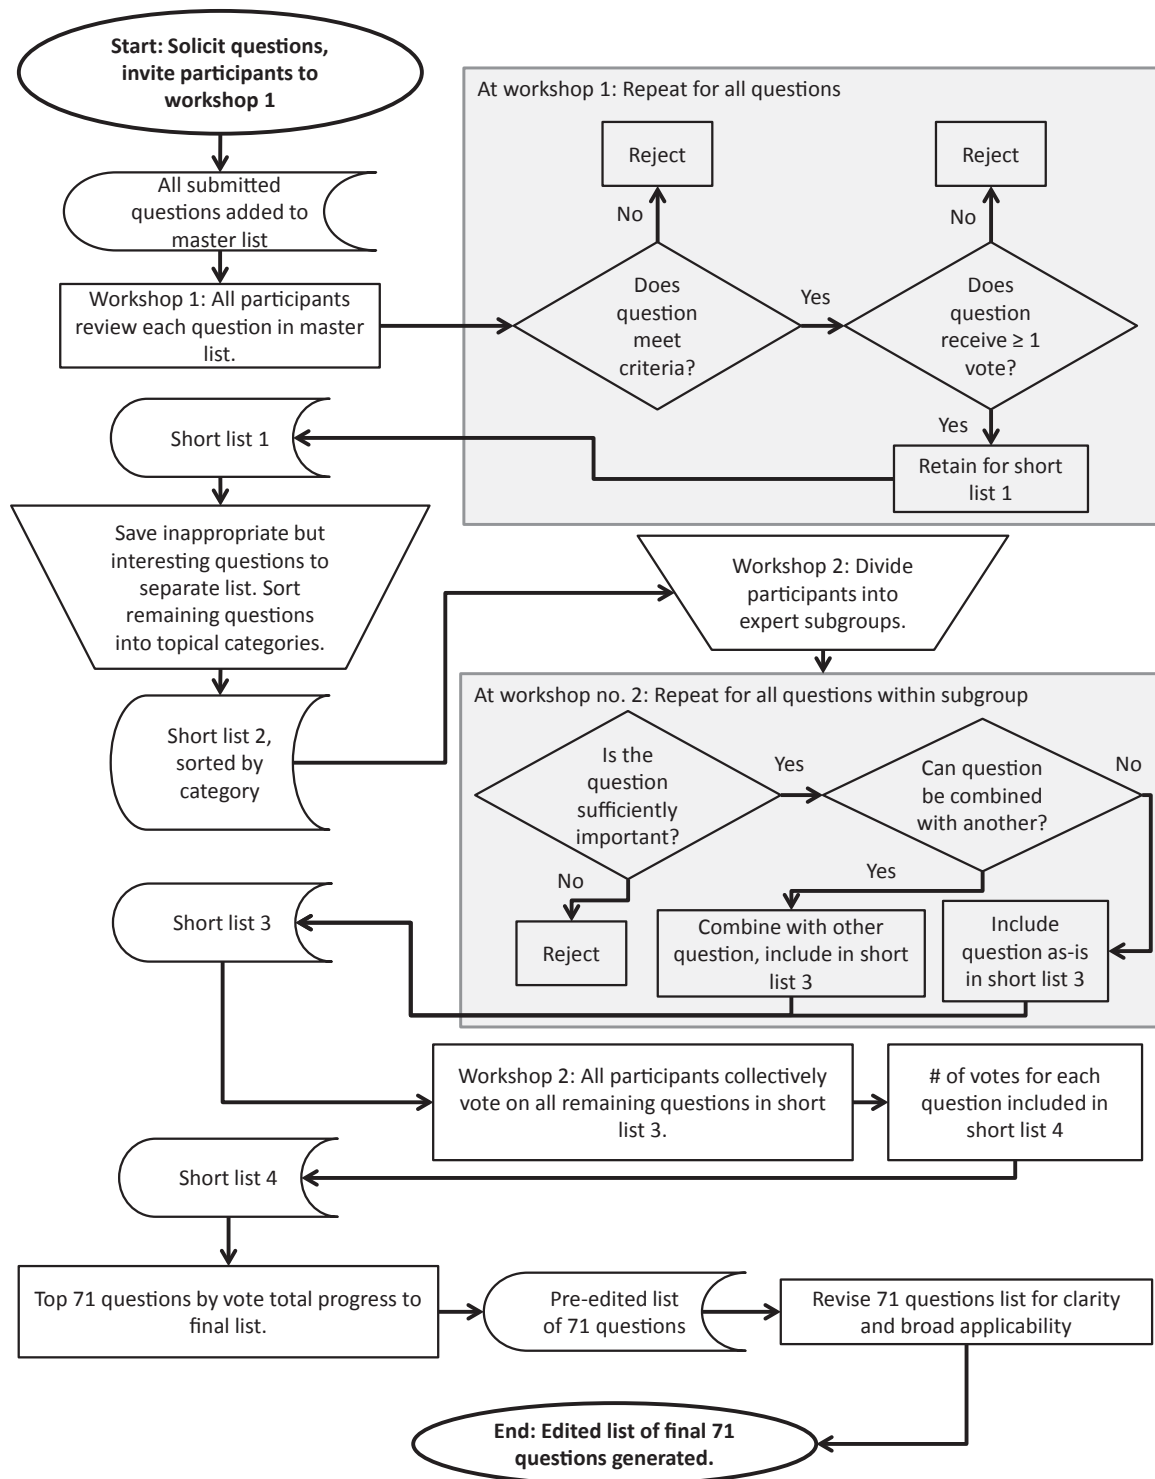 Start: Solicit questions,
invite participants to
workshop 1
All submitted
questions added to
master list
Workshop 1: All participants
review each question in master
list.
At workshop 1: Repeat for all questions
Reject
Reject
No
No
Does
question
meet
criteria?
Yes
Does
question
receive ≥ 1
vote?
Yes
Retain for short
list 1
Short list 1
Save inappropriate but
interesting questions to
separate list. Sort
remaining questions
into topical categories.
Short list 2,
sorted by
category
Workshop 2: Divide
participants into
expert subgroups.
At workshop no. 2: Repeat for all questions within subgroup
Is the
question
sufficiently
important?
Yes
Can question
be combined
with another?
No
No
Yes
Reject
Combine with other
question, include in short
list 3
Include
question as-is
in short list 3
Short list 3
Workshop 2: All participants collectively
vote on all remaining questions in short
list 3.
# of votes for each
question included in
short list 4
Short list 4
Top 71 questions by vote total progress to
final list.
Pre-edited list
of 71 questions
Revise 71 questions list for clarity
and broad applicability
End: Edited list of final 71
questions generated.